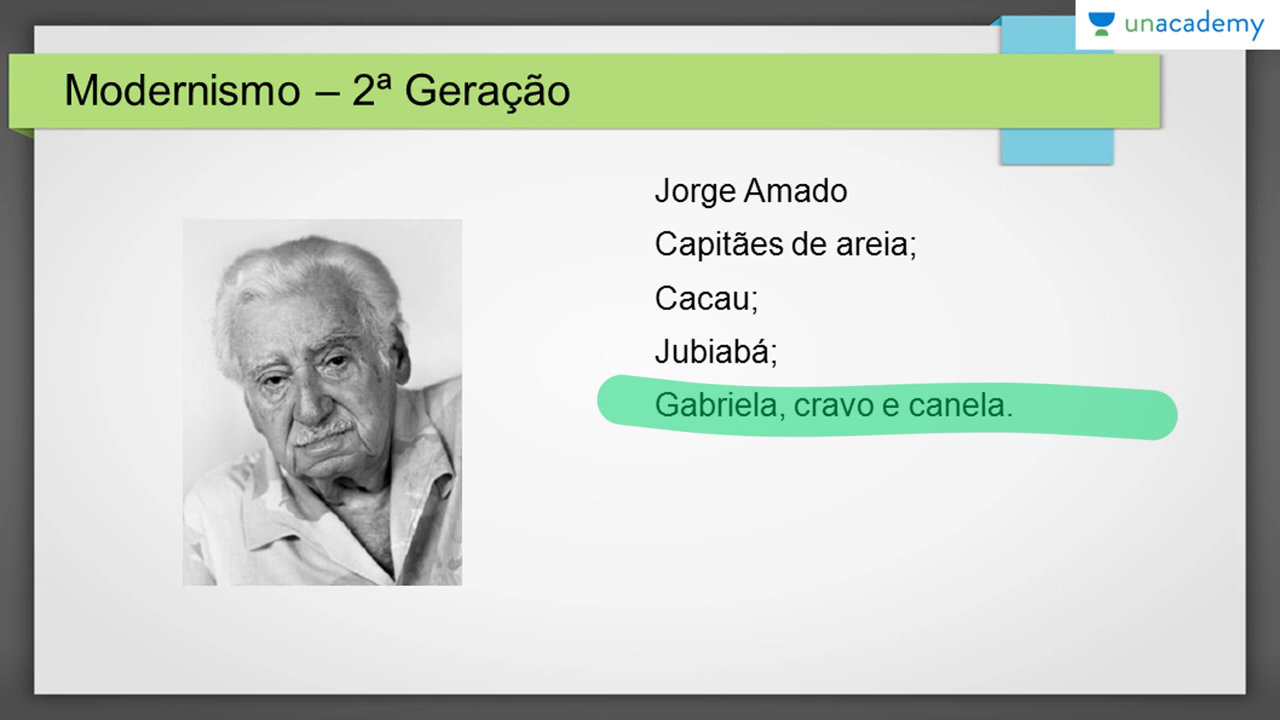 unacademy
Modernismo – 2ª Geração
Jorge Amado
Capitães de areia;
Cacau;
Jubiabá;
Gabriela, cravo e canela.